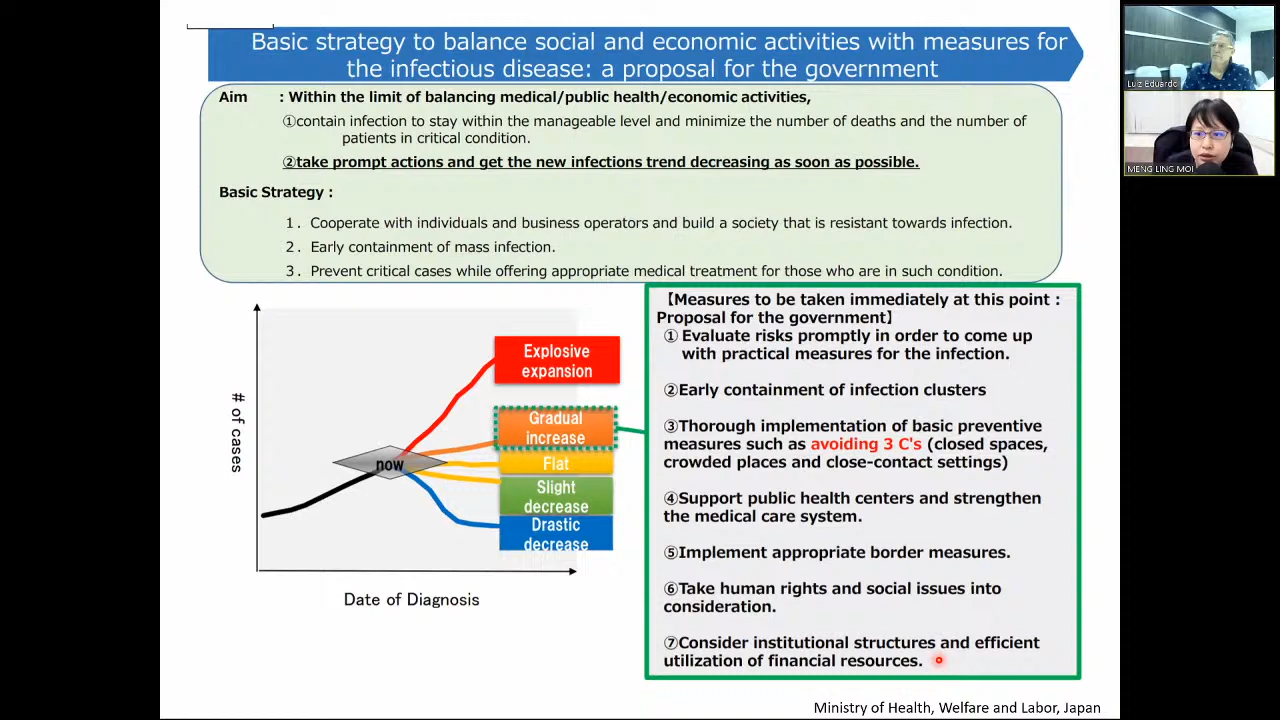 Basic strategy to balance social and economic activities with measures for
the infectious disease: a proposal for the government
Aim : Within the limit of balancing medical/public health/economic activities,
①contain infection to stay within the manageable level and minimize the number of deaths and the number of
patients in critical condition.
②take prompt actions and get the new infections trend decreasing as soon as possible.
Basic Strategy :
1. Cooperate with individuals and business operators and build a society that is resistant towards infection.
2. Early containment of mass infection.
3. Prevent critical cases while offering appropriate medical treatment for those who are in such condition.
# of cases
now
Explosive
expansion
Gradual
increase
Flat
Slight
decrease
Drastic
decrease
Date of Diagnosis
【Measures to be taken immediately at this point :
Proposal for the government】
① Evaluate risks promptly in order to come up
with practical measures for the infection.
②Early containment of infection clusters
③Thorough implementation of basic preventive
measures such as avoiding 3 C's (closed spaces,
crowded places and close-contact settings)
④Support public health centers and strengthen
the medical care system.
⑤Implement appropriate border measures.
⑥Take human rights and social issues into
consideration.
⑦Consider institutional structures and efficient
utilization of financial resources.
Ministry of Health, Welfare and Labor, Japan
Luiz Eduardo
MENG LING MOI